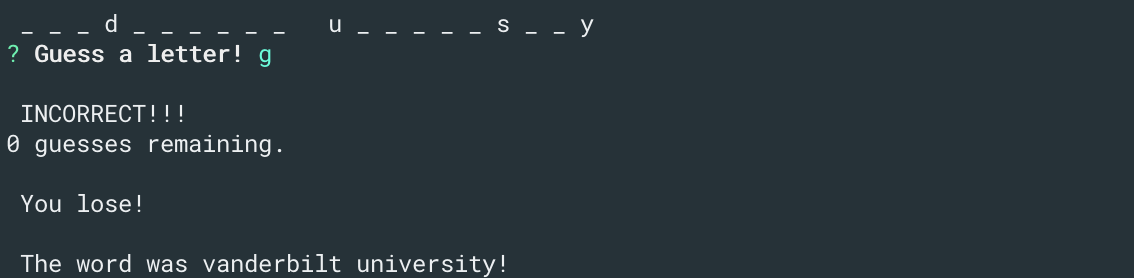 _ _ _ d _ _ _ _ _ _   u _ _ _ _ _ s _ _ y
? Guess a letter! g
INCORRECT!!!
0 guesses remaining.
You lose!
The word was vanderbilt university!